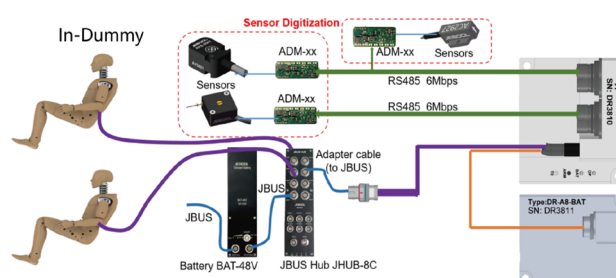 Sensor Digitization
In-Dummy
ADM-xx
ADM-xx
Sensors
Sensors
RS485 6Mbps
SN: DR3810
ADM-xx
RS485 6Mbps
Adapter cable
(to JBUS)
JBUS
JBUS
Type:DR-A8-BAT
SN: DR3811
Battery BAT-48V
JBUS Hub JHUB-8C